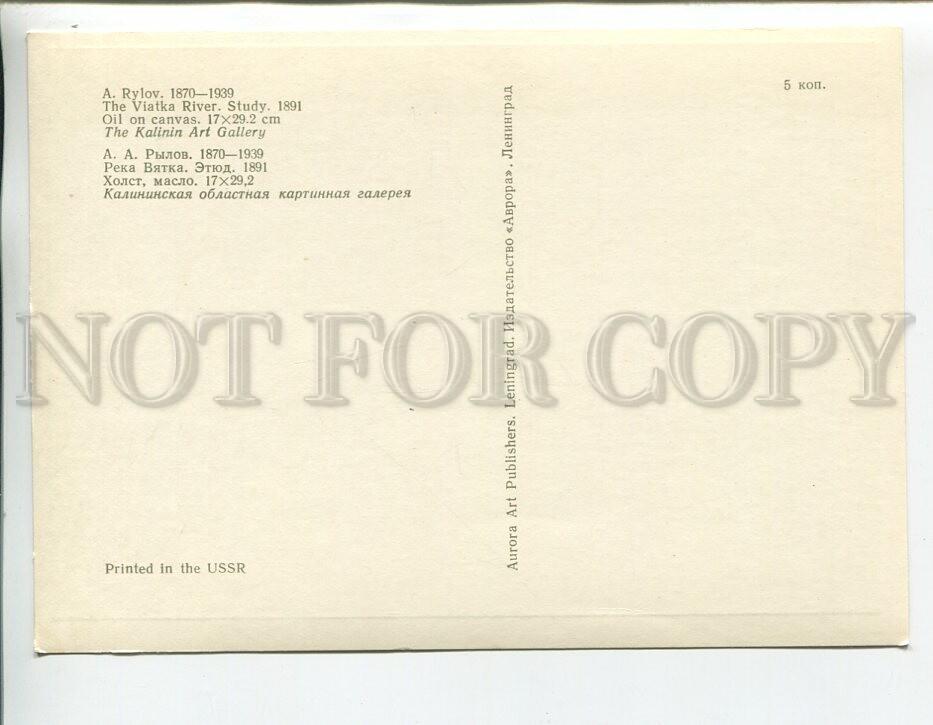 A. Rylov. 1870—1939
The Viatka River. Study. 1891
Oil on canvas. 17×29.2 cm
The Kalinin Art Gallery
А. А. Рылов. 1870—1939
Река Вятка. Этюд. 1891
Холст, масло. 17×29,2
Калининская областная картинная галерея
Aurora Art Publishers. Leningrad. Издательство «Аврора». Ленинград
5 коп.
NOT FOR COPY
Printed in the USSR